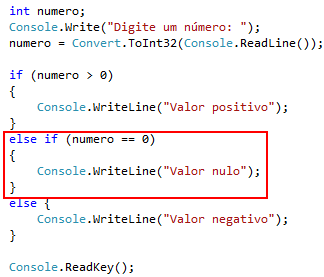 int numero;
Console.Write("Digite um número: ");
numero = Convert.ToInt32(Console.ReadLine());
if (numero > 0)
{
Console.WriteLine("Valor positivo");
}
else if (numero == 0)
{
Console.WriteLine("Valor nulo");
}
else {
Console.WriteLine("Valor negativo");
}
Console.ReadKey();